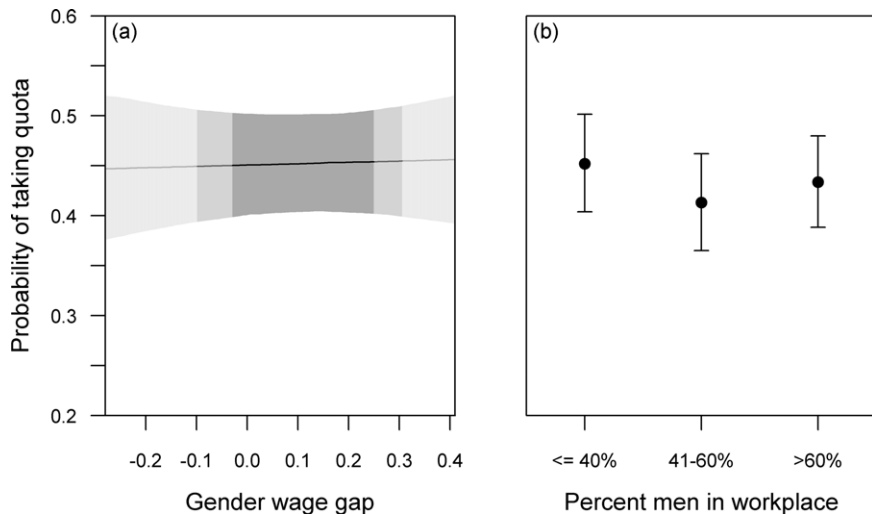 (a)
(b)
Probability of taking quota
0.6
0.5
0.4
0.3
0.2
-0.2 -0.1 0.0 0.1 0.2 0.3 0.4
<= 40% 41-60% >60%
Gender wage gap
Percent men in workplace